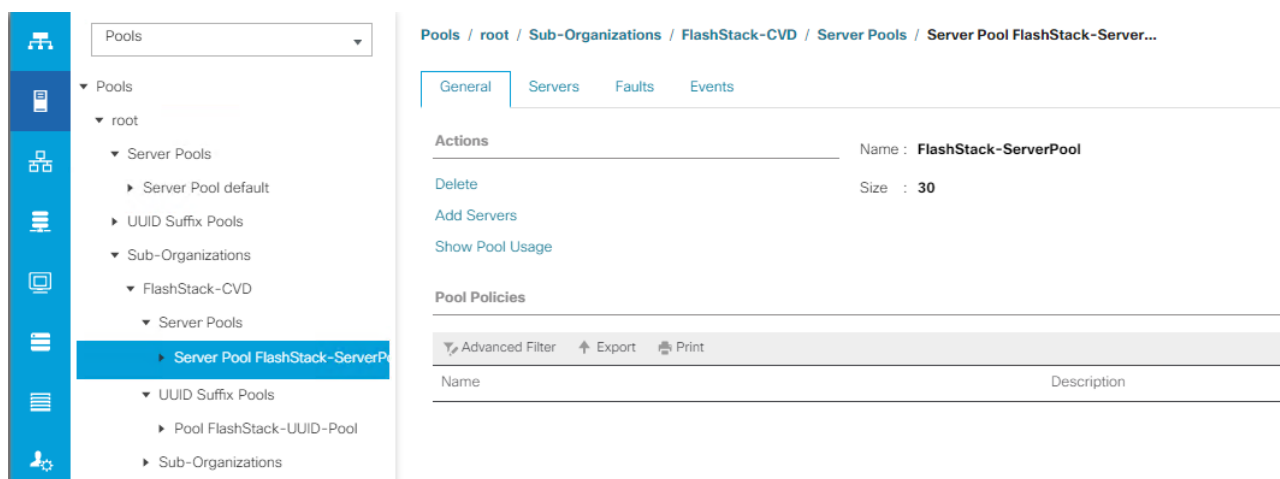 Pools
Pools
root
Server Pools
Server Pool default
UUID Suffix Pools
Sub-Organizations
FlashStack-CVD
Server Pools
Server Pool FlashStack-ServerP
UUID Suffix Pools
Pool FlashStack-UUID-Pool
Sub-Organizations
Pools / root / Sub-Organizations / FlashStack-CVD / Server Pools / Server Pool FlashStack-Server...
General Servers Faults Events
Actions
Delete
Add Servers
Show Pool Usage
Name : FlashStack-ServerPool
Size : 30
Pool Policies
Advanced Filter Export Print
Name Description